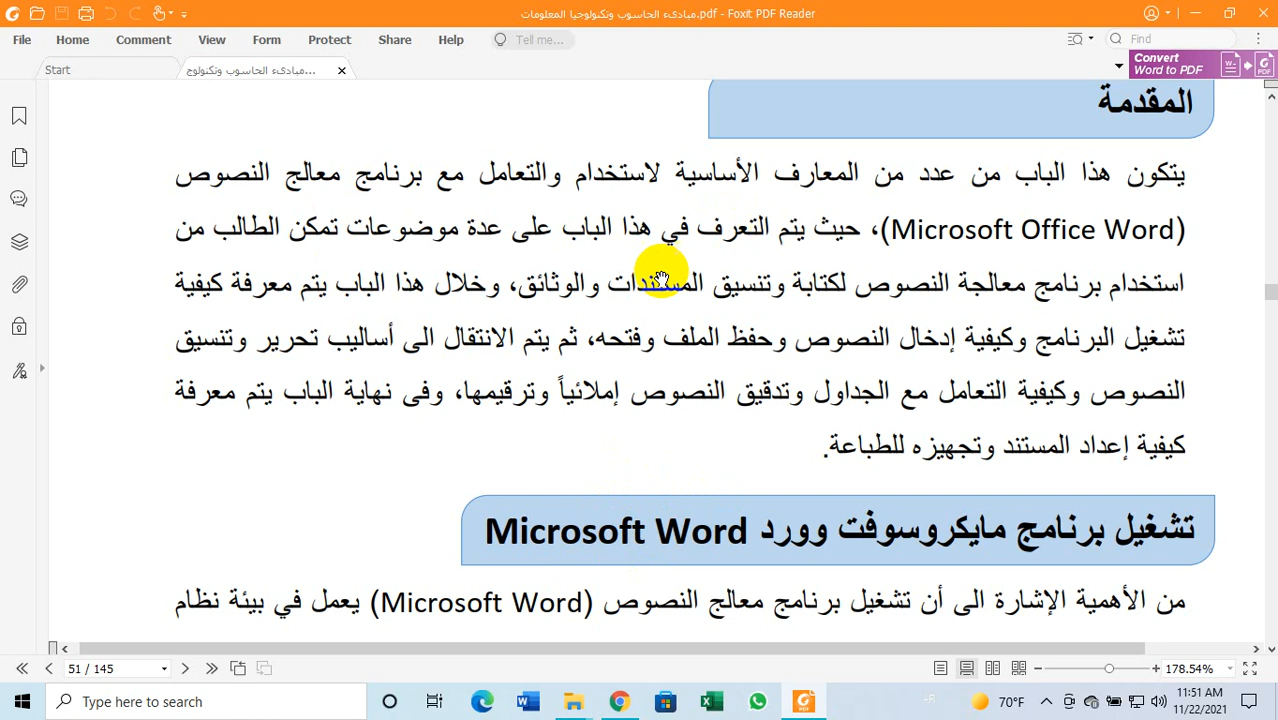 مبادىء الحاسوب وتكنولوجيا المعلومات.pdf - Foxit PDF Reader
File Home Comment View Form Protect Share Help Tell me... Find
Start
مبادىء الحاسوب وتكنولوج...
Convert
Word to PDF
المقدمة
يتكون هذا الباب من عدد من المعارف الأساسية لاستخدام والتعامل مع برنامج معالج النصوص
(Microsoft Office Word)، حيث يتم التعرف في هذا الباب على عدة موضوعات تمكن الطالب من
استخدام برنامج معالجة النصوص لكتابة وتنسيق المستندات والوثائق، وخلال هذا الباب يتم معرفة كيفية
تشغيل البرنامج وكيفية إدخال النصوص وحفظ الملف وفتحه، ثم يتم الانتقال الى أساليب تحرير وتنسيق
النصوص وكيفية التعامل مع الجداول وتدقيق النصوص إملائياً وترقيمها، وفى نهاية الباب يتم معرفة
كيفية إعداد المستند وتجهيزه للطباعة.
تشغيل برنامج مايكروسوفت وورد Microsoft Word
من الأهمية الإشارة الى أن تشغيل برنامج معالج النصوص (Microsoft Word) يعمل في بيئة نظام
51 / 145
178.54%
Type here to search
70°F
11:51 AM
11/22/2021